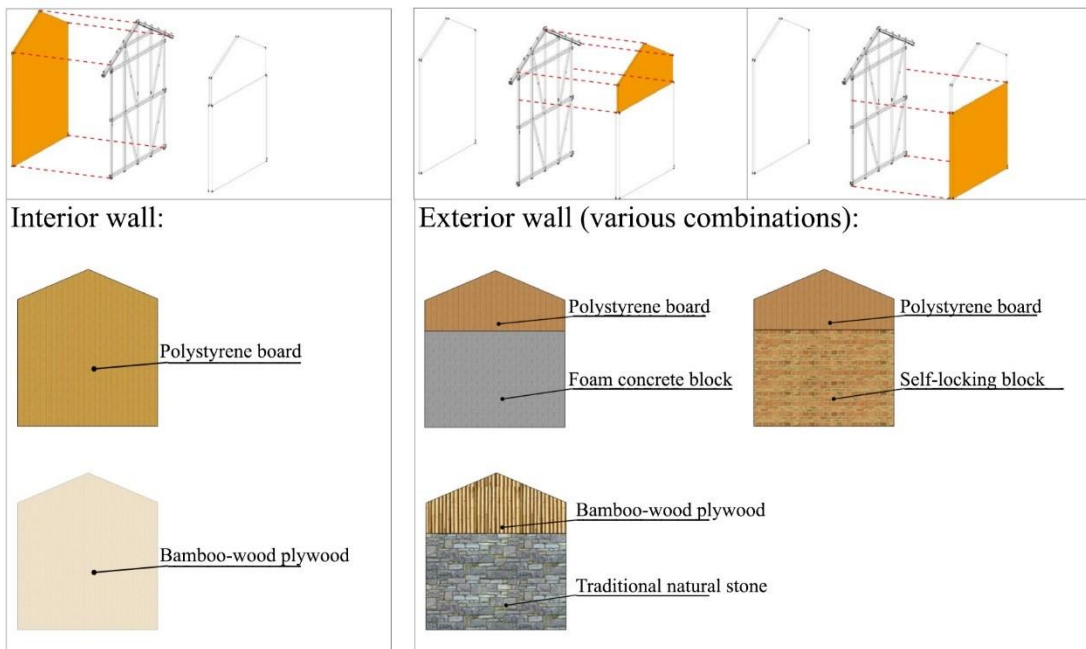 Interior wall:
Exterior wall (various combinations):
Polystyrene board
Polystyrene board
Polystyrene board
Foam concrete block
Self-locking block
Bamboo-wood plywood
Bamboo-wood plywood
Traditional natural stone